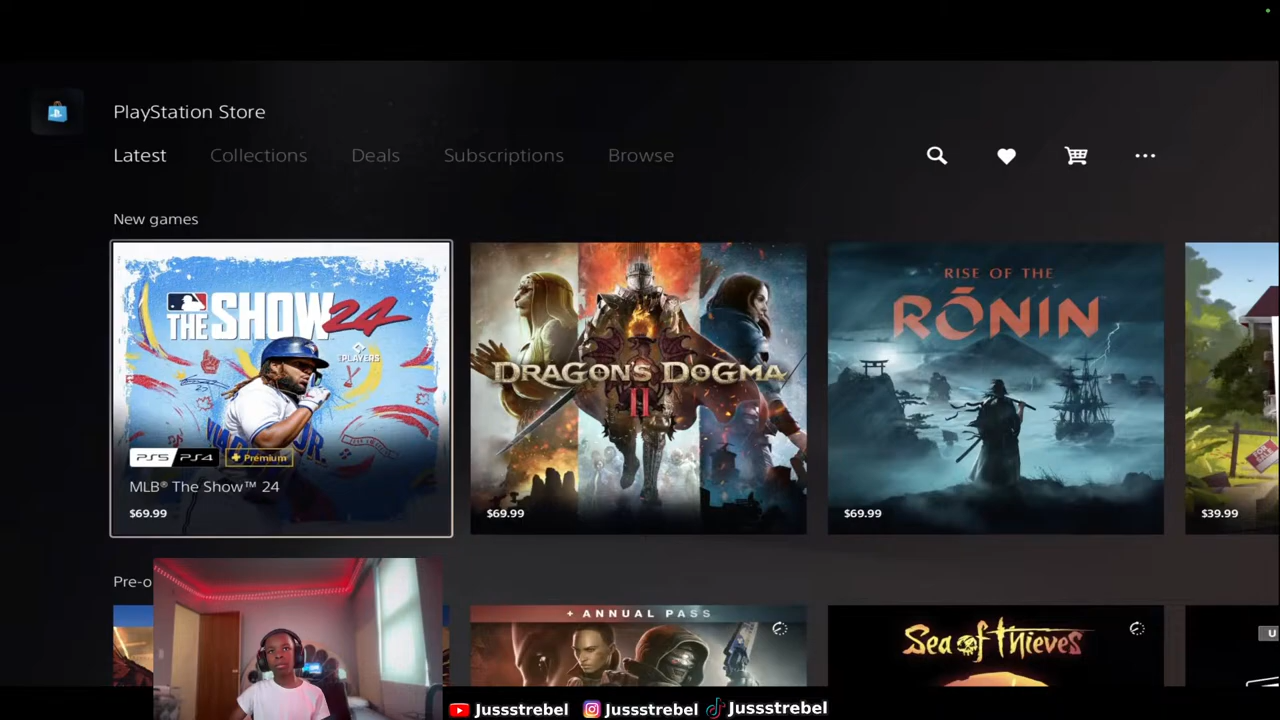 PlayStation Store
Latest
Collections
Deals
Subscriptions
Browse
New games
THE SHOW 24
PLAYERS
PS5 PS4
Premium
MLB® The Show™ 24
$69.99
DRAGON'S DOGMA
II
$69.99
RISE OF THE
RŌNIN
$69.99
$39.99
Pre-o
+ ANNUAL PASS
Sea of Thieves
U
Jussstrebel
Jussstrebel
Jussstrebel